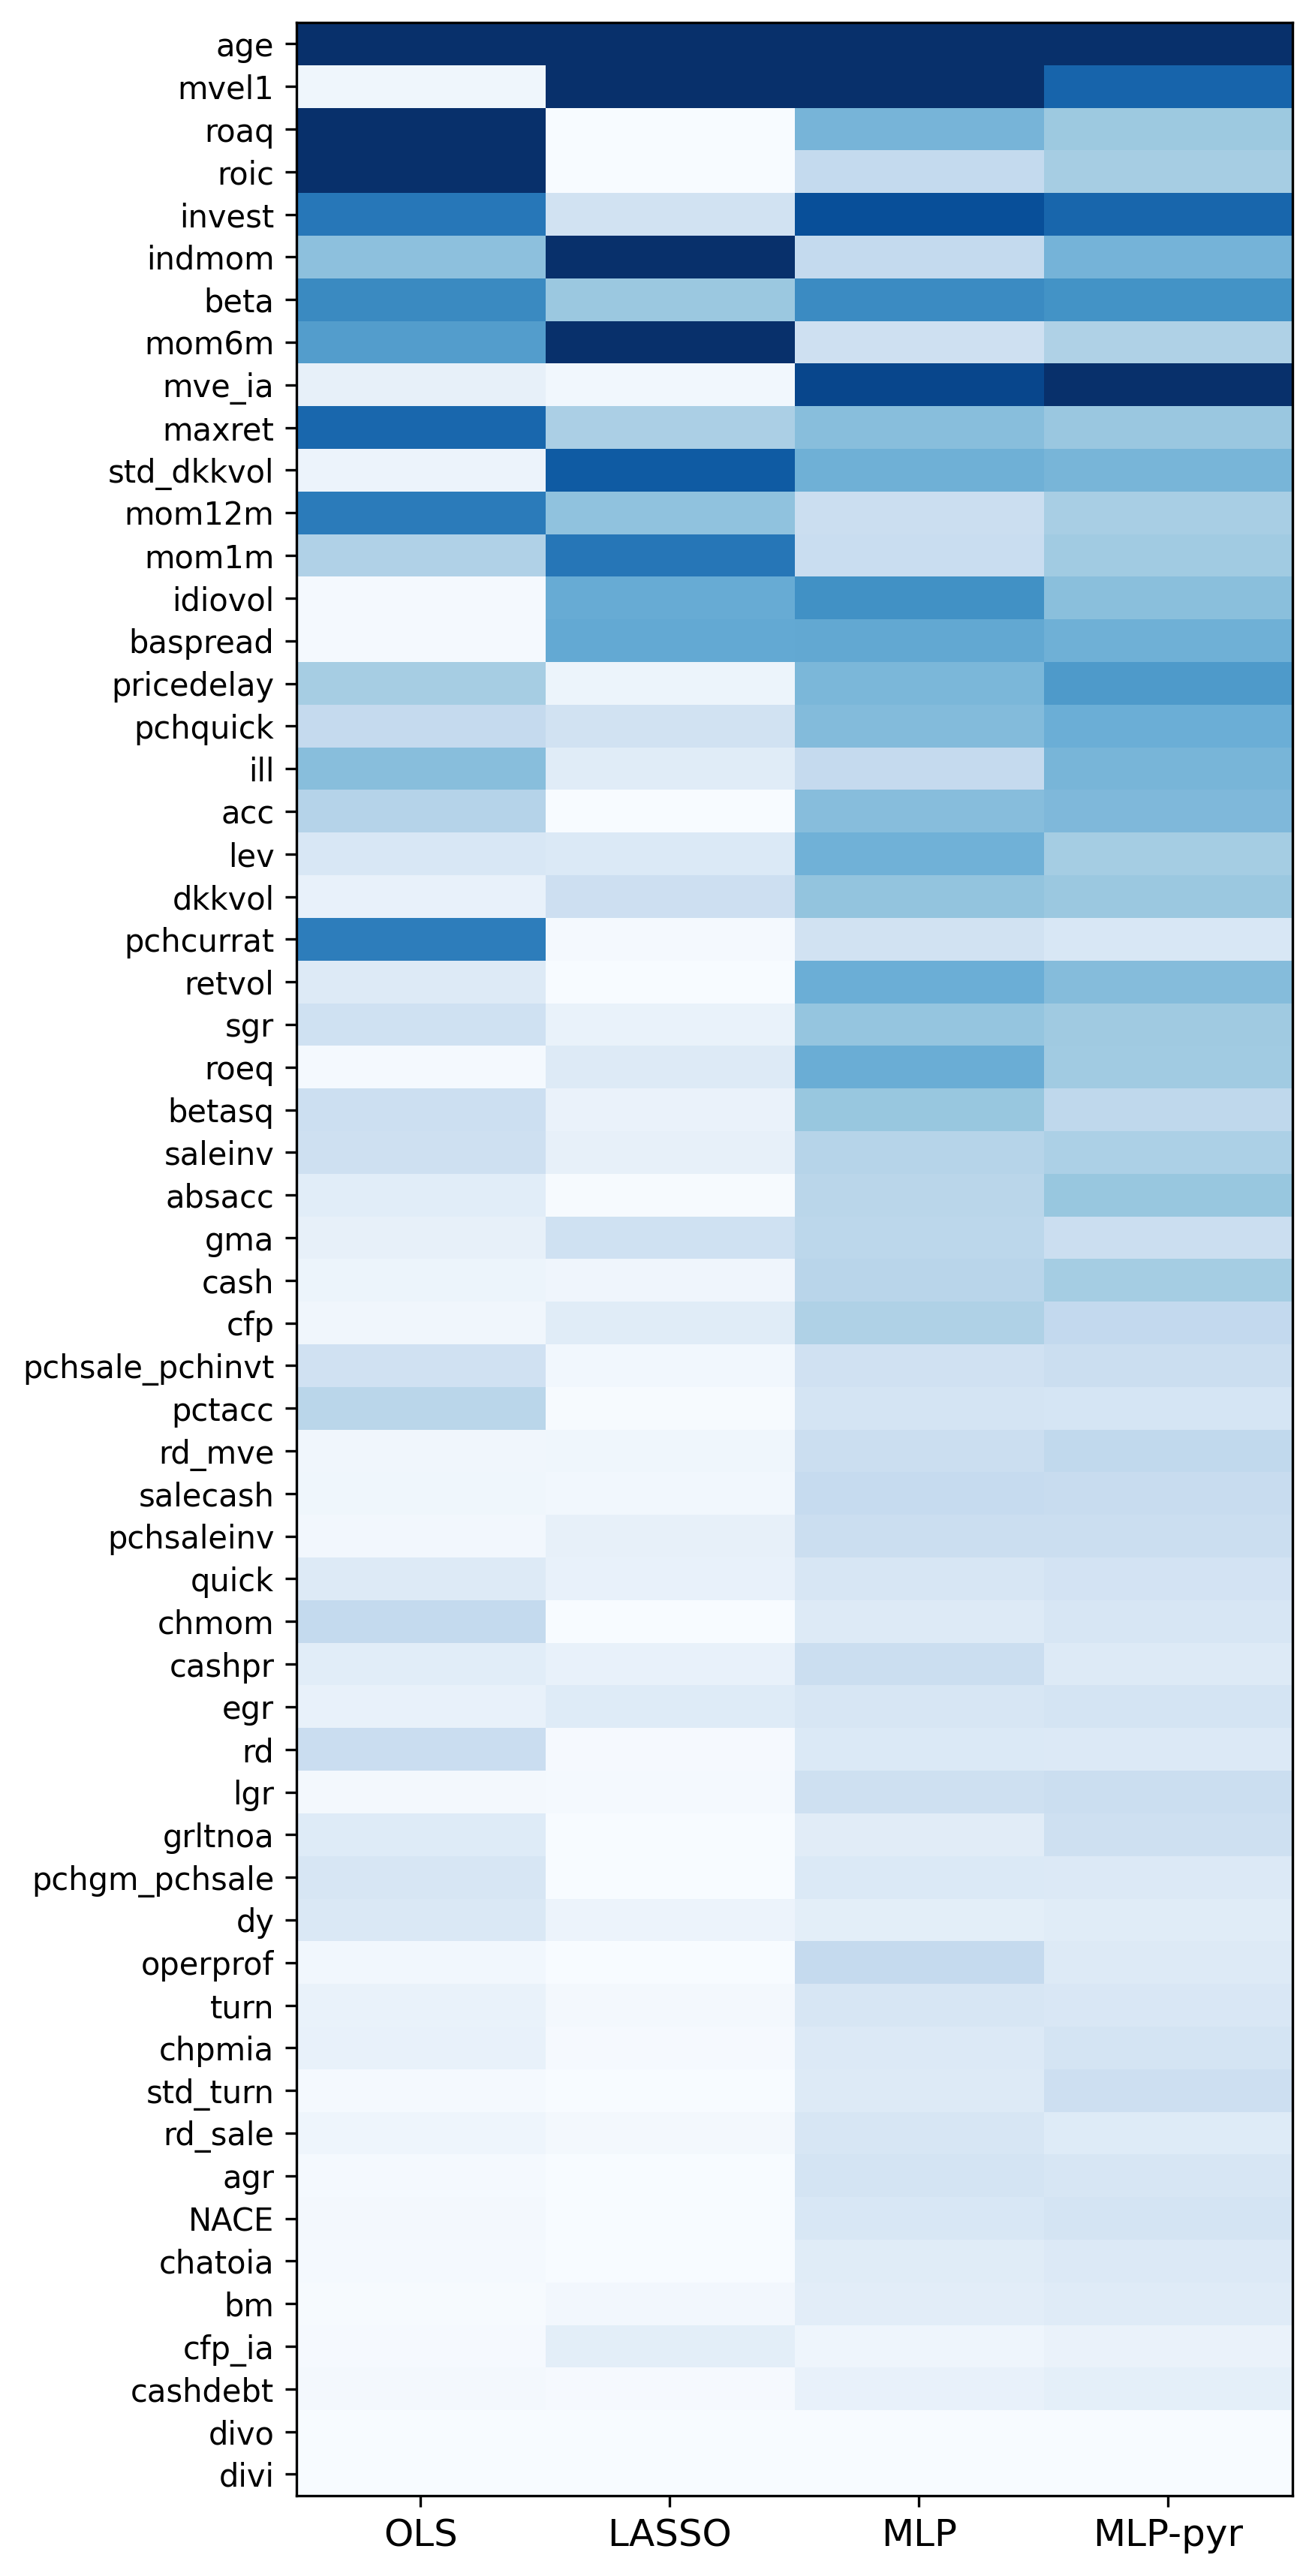 age
mvel1
roaq
roic
invest
indmom
beta
mom6m
mve_ia
maxret
std_dkkvol
mom12m
mom1m
idiovol
baspread
pricedelay
pchquick
ill
acc
lev
dkkvol
pchcurrat
retvol
sgr
roeq
betasq
saleinv
absacc
gma
cash
cfp
pchsale_pchinvt
pctacc
rd_mve
salecash
pchsaleinv
quick
chmom
cashpr
egr
rd
lgr
grltnoa
pchgm_pchsale
dy
operprof
turn
chpmia
std_turn
rd_sale
agr
NACE
chatoia
bm
cfp_ia
cashdebt
divo
divi
OLS LASSO MLP MLP-pyr